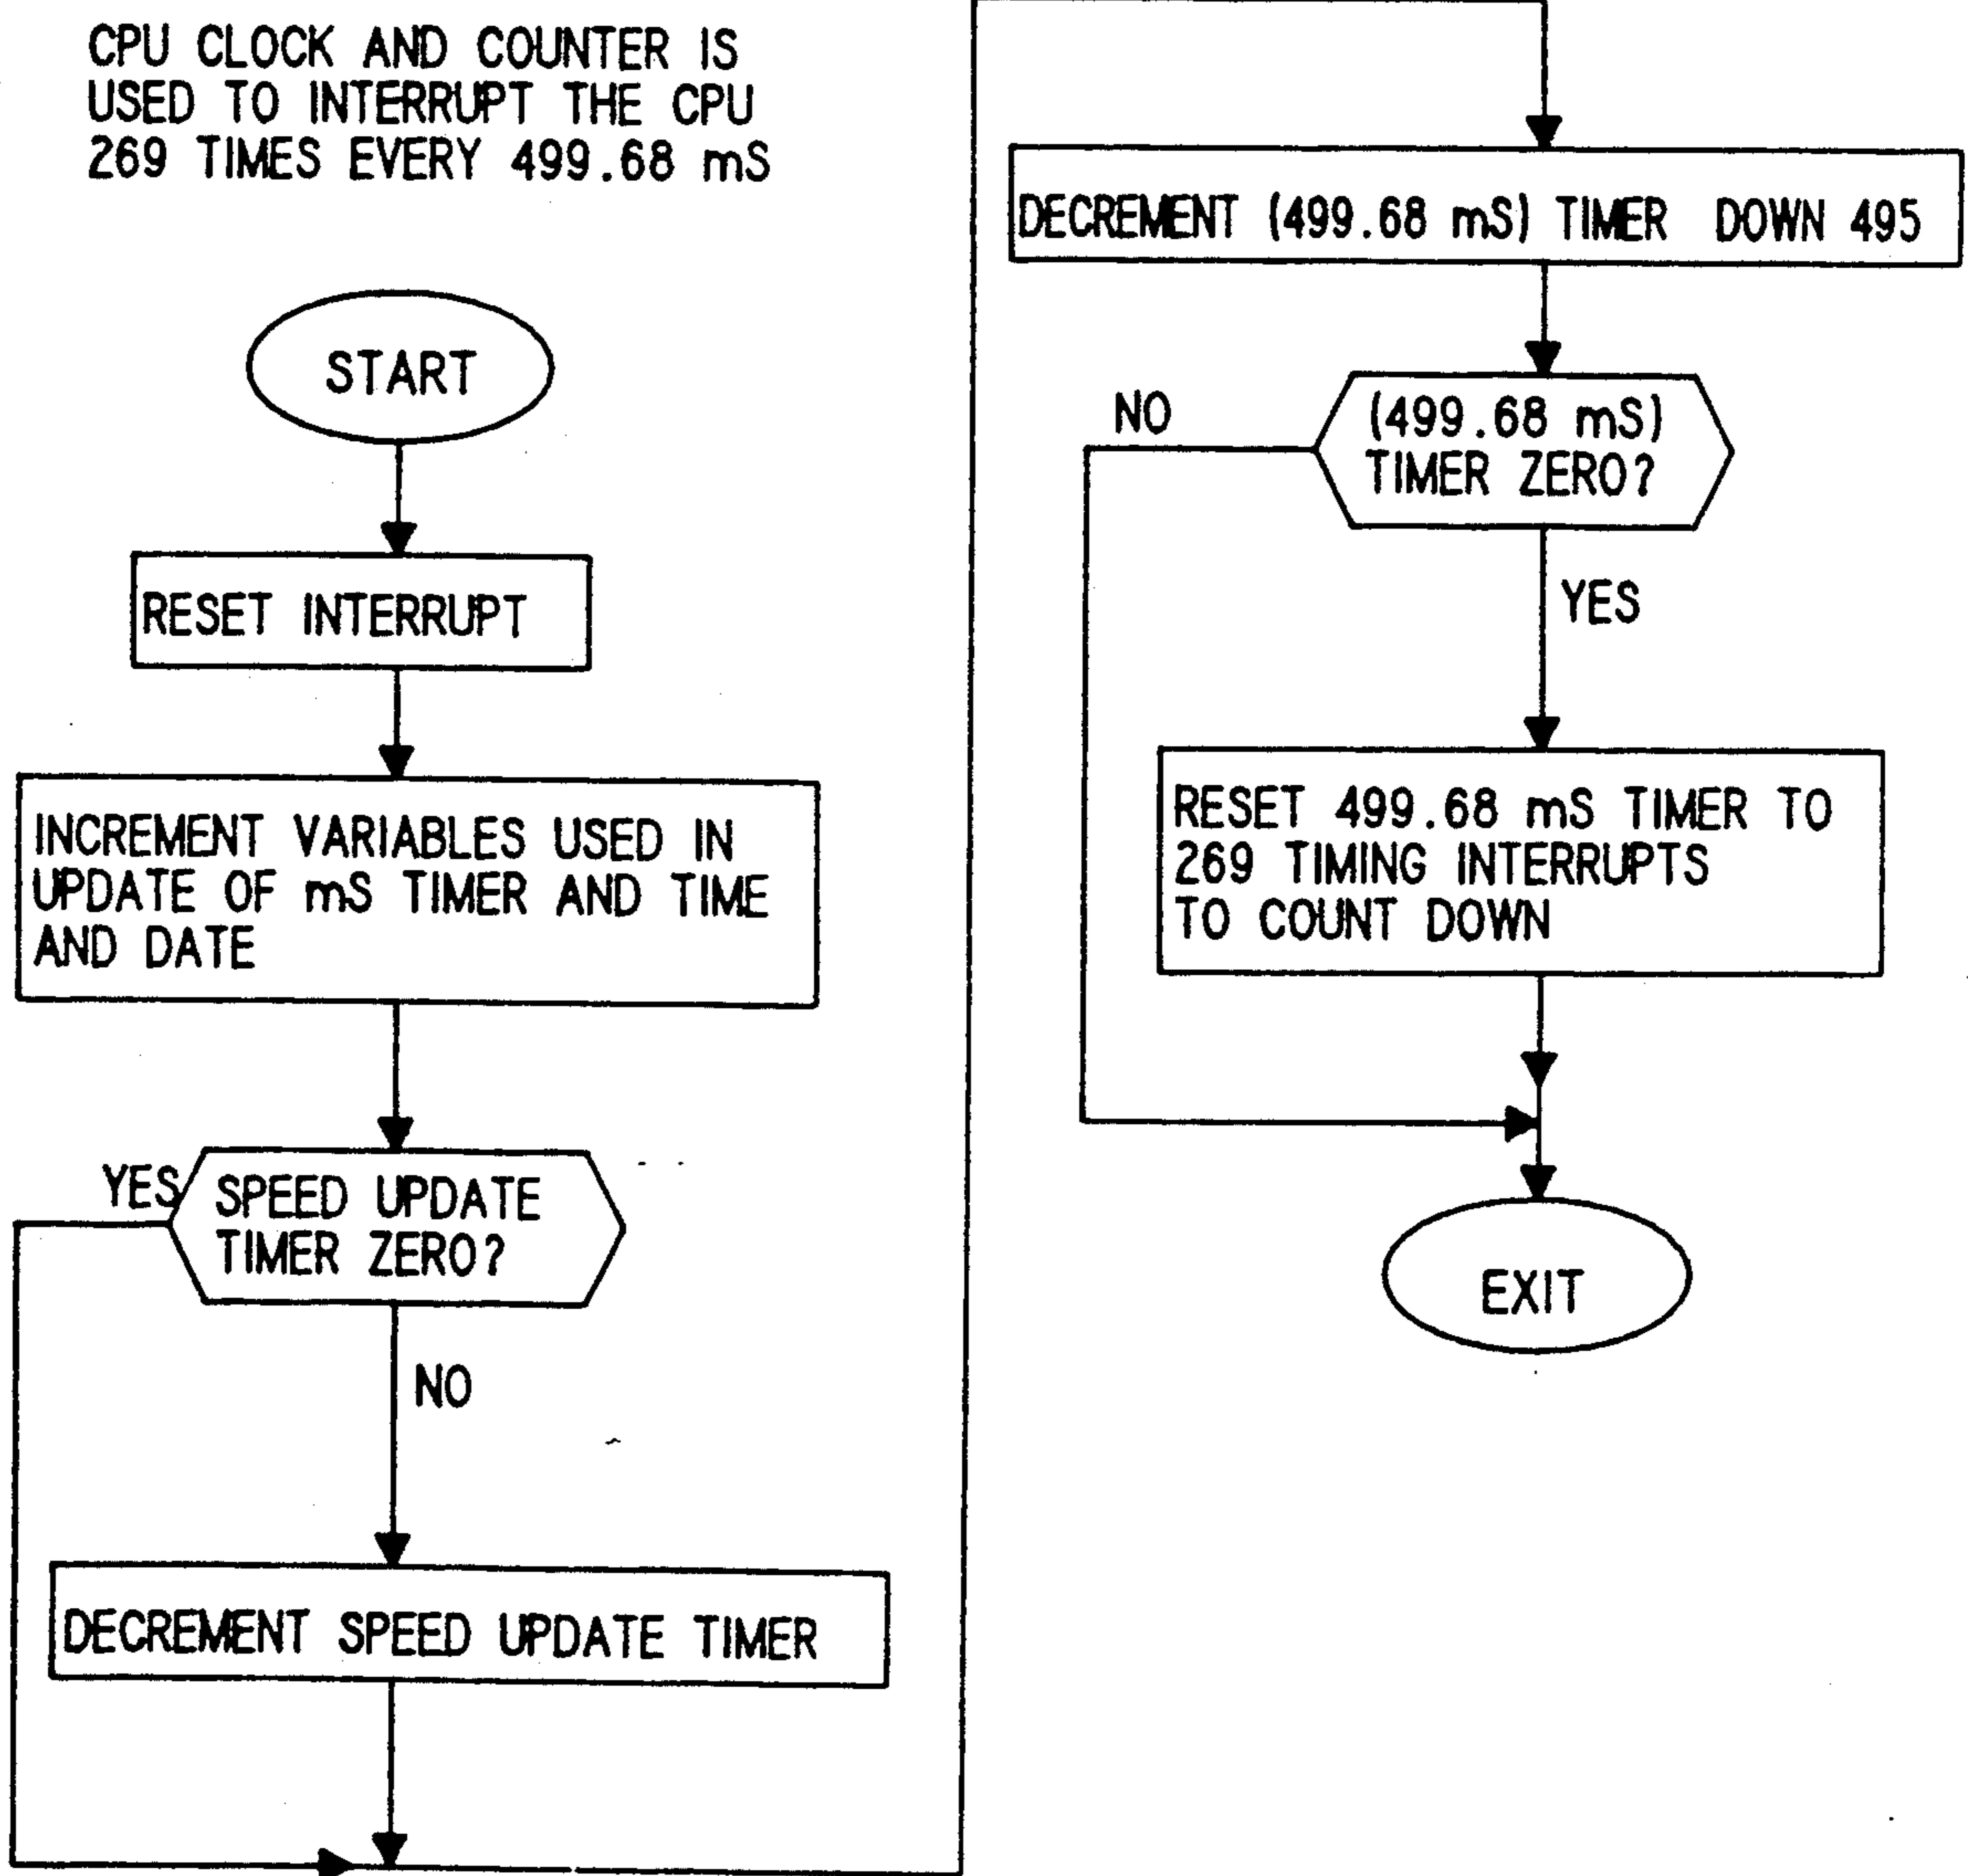 CPU CLOCK AND COUNTER IS
USED TO INTERRUPT THE CPU
269 TIMES EVERY 499.68 mS
START
RESET INTERRUPT
INCREMENT VARIABLES USED IN
UPDATE OF mS TIMER AND TIME
AND DATE
YES
SPEED UPDATE
TIMER ZERO?
NO
DECREMENT SPEED UPDATE TIMER
DECREMENT (499.68 mS) TIMER DOWN 495
NO
(499.68 mS)
TIMER ZERO?
YES
RESET 499.68 mS TIMER TO
269 TIMING INTERRUPTS
TO COUNT DOWN
EXIT